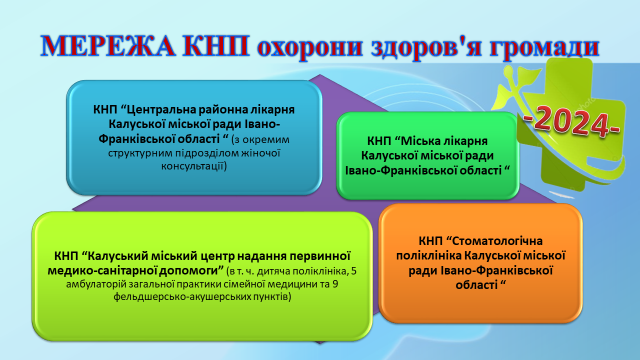 МЕРЕЖА КНП охорони здоров'я громади
-2024-
КНП “Центральна районна лікарня
Калуської міської ради Івано-
Франківської області “ (з окремим
структурним підрозділом жіночої
консультації)
КНП “Міська лікарня
Калуської міської ради
Івано-Франківської області “
КНП “Калуський міський центр надання первинної
медико-санітарної допомоги” (в т. ч. дитяча поліклініка, 5
амбулаторій загальної практики сімейної медицини та 9
фельдшерсько-акушерських пунктів)
КНП “Стоматологічна
поліклініка Калуської міської
ради Івано-Франківської
області “